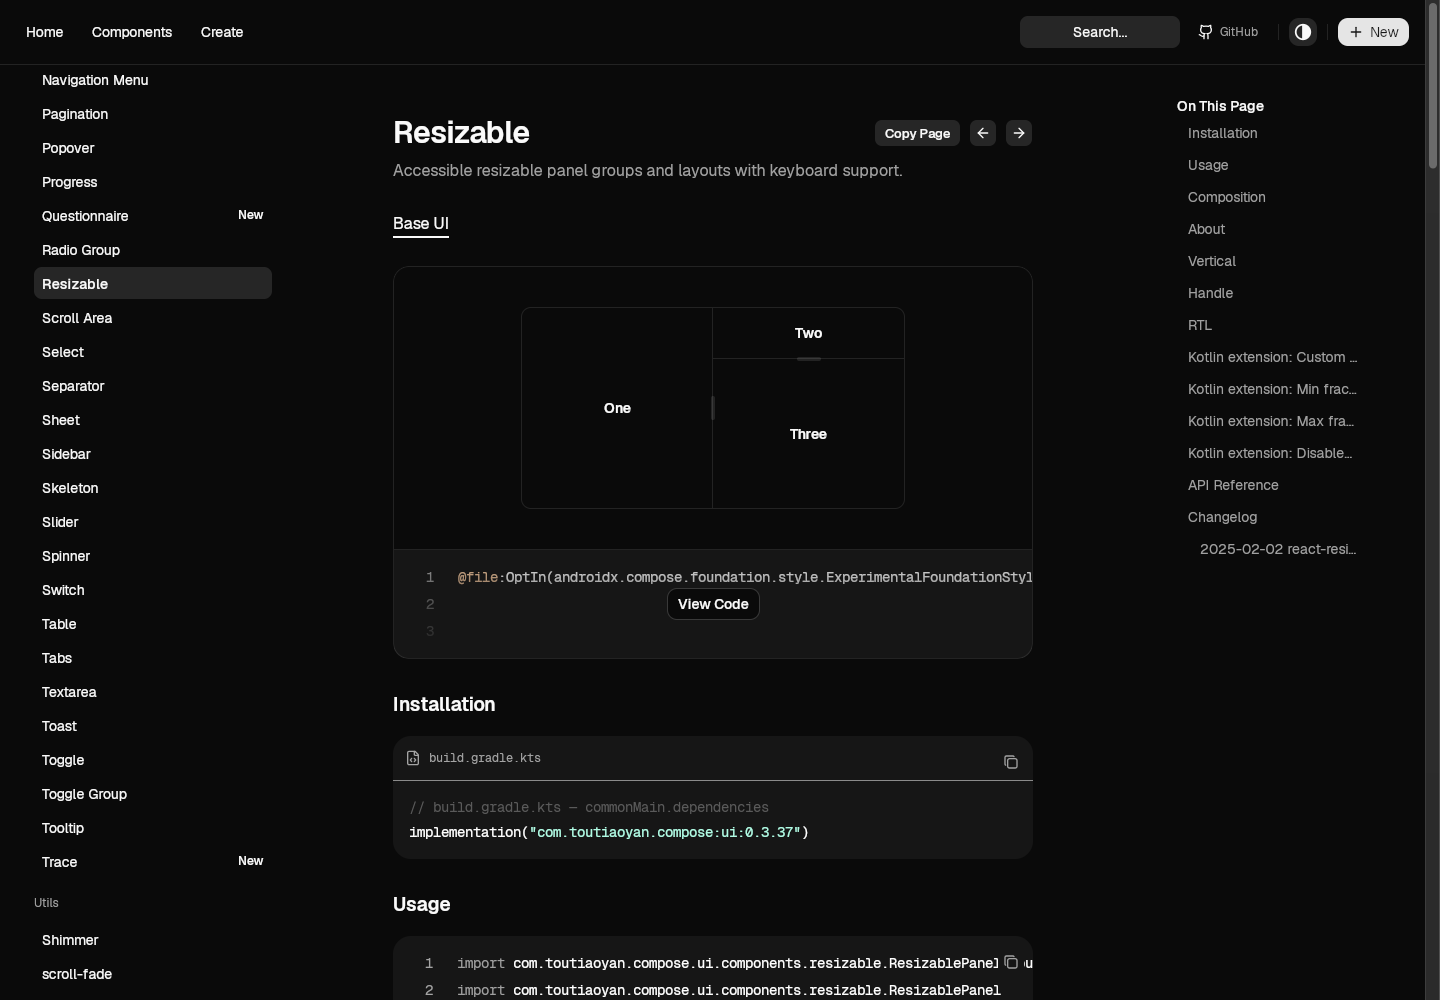 Home
Components
Create
Search...
GitHub
New
Navigation Menu
Pagination
Popover
Progress
Questionnaire
New
Radio Group
Resizable
Scroll Area
Select
Separator
Sheet
Sidebar
Skeleton
Slider
Spinner
Switch
Table
Tabs
Textarea
Toast
Toggle
Toggle Group
Tooltip
Trace
New
Utils
Shimmer
scroll-fade
Resizable
Copy Page
Accessible resizable panel groups and layouts with keyboard support.
Base UI
One
Two
Three
1 @file:OptIn(androidx.compose.foundation.style.ExperimentalFoundationStyl
2
3
View Code
Installation
build.gradle.kts
// build.gradle.kts — commonMain.dependencies
implementation("com.toutiaoyan.compose:ui:0.3.37")
Usage
1 import com.toutiaoyan.compose.ui.components.resizable.ResizablePanel
2 import com.toutiaoyan.compose.ui.components.resizable.ResizablePanel
On This Page
Installation
Usage
Composition
About
Vertical
Handle
RTL
Kotlin extension: Custom ...
Kotlin extension: Min frac...
Kotlin extension: Max fra...
Kotlin extension: Disable...
API Reference
Changelog
2025-02-02 react-resi...